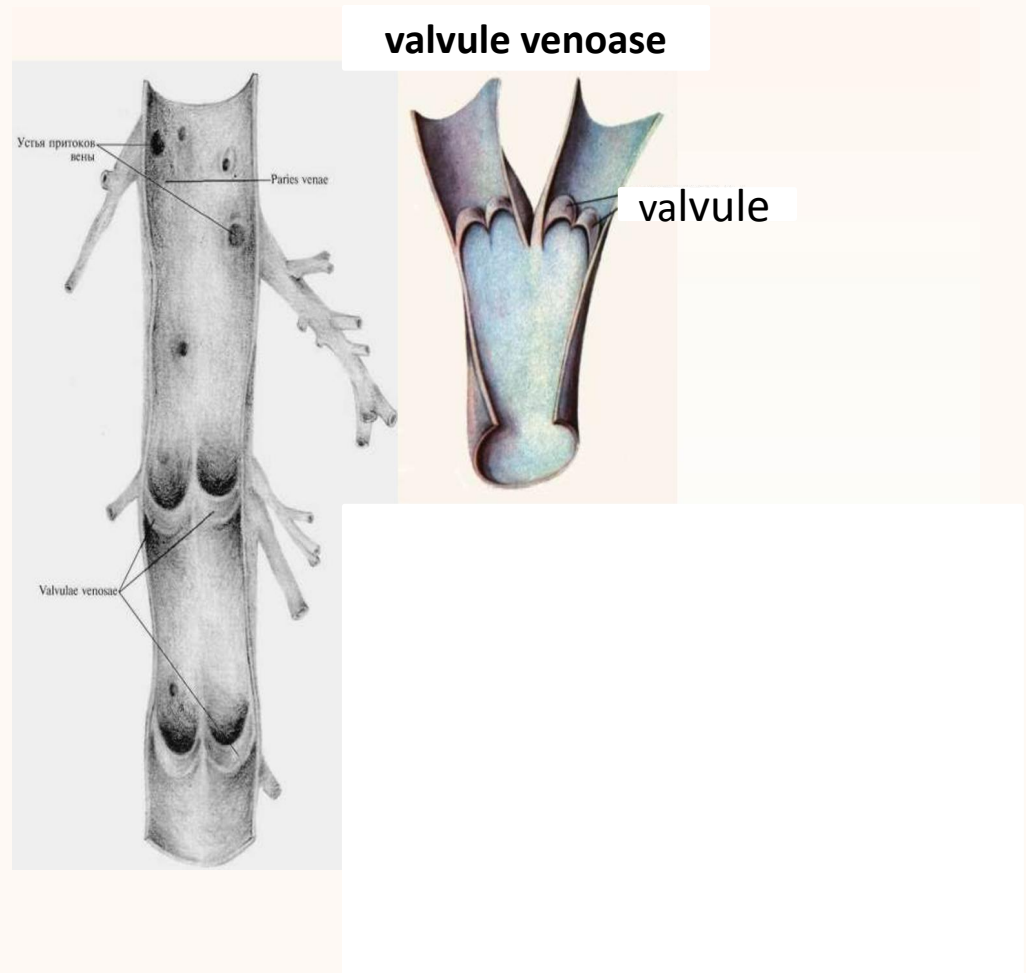 valvule venoase
Устья притоков
вены
Paries venae
valvule
Valvulae venosae